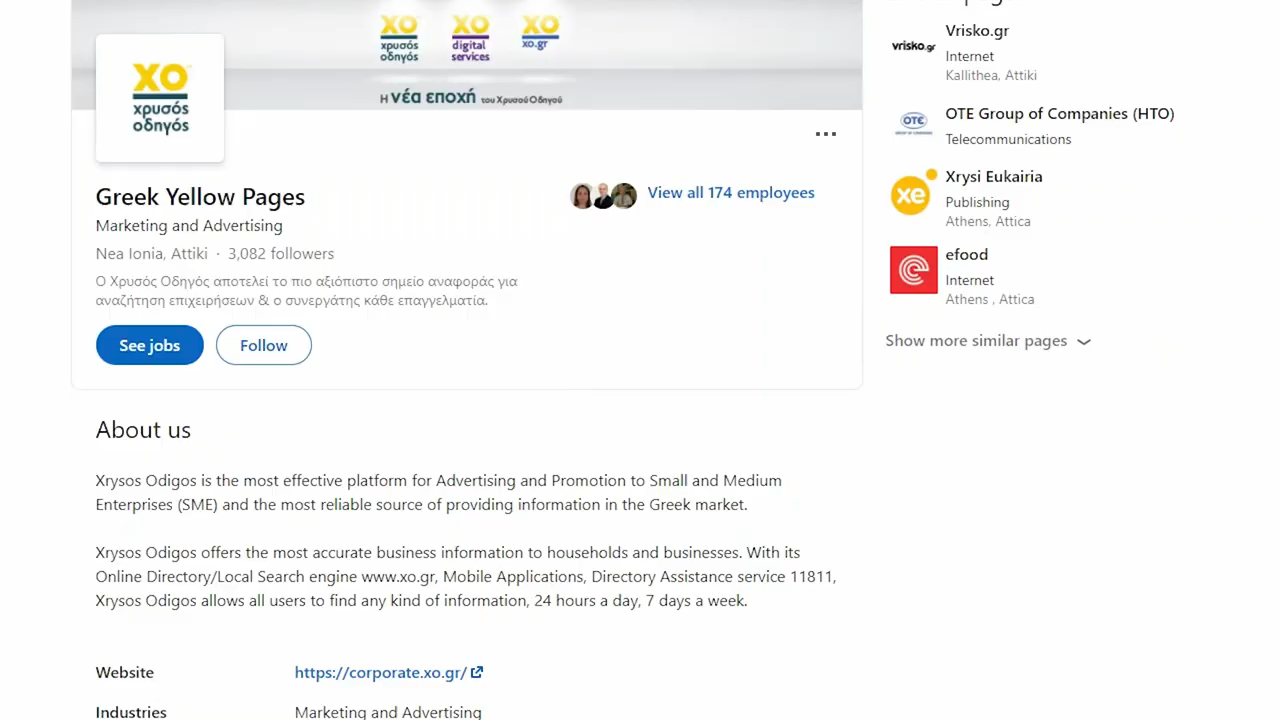 XO
χρυσός
οδηγός
XO
digital
services
XO
xo.gr
Η νέα εποχή του Χρυσού Οδηγού
XO
χρυσός
οδηγός
Greek Yellow Pages
Marketing and Advertising
Nea Ionia, Attiki · 3,082 followers
Ο Χρυσός Οδηγός αποτελεί το πιο αξιόπιστο σημείο αναφοράς για
αναζήτηση επιχειρήσεων & ο συνεργάτης κάθε επαγγελματία.
See jobs
Follow
View all 174 employees
About us
Xrysos Odigos is the most effective platform for Advertising and Promotion to Small and Medium
Enterprises (SME) and the most reliable source of providing information in the Greek market.
Xrysos Odigos offers the most accurate business information to households and businesses. With its
Online Directory/Local Search engine www.xo.gr, Mobile Applications, Directory Assistance service 11811,
Xrysos Odigos allows all users to find any kind of information, 24 hours a day, 7 days a week.
Website
https://corporate.xo.gr/
Industries
Marketing and Advertising
vrisko.gr
Vrisko.gr
Internet
Kallithea, Attiki
OTE
GROUP OF COMPANIES
OTE Group of Companies (HTO)
Telecommunications
xe
Xrysi Eukairia
Publishing
Athens, Attica
efood
Internet
Athens , Attica
Show more similar pages